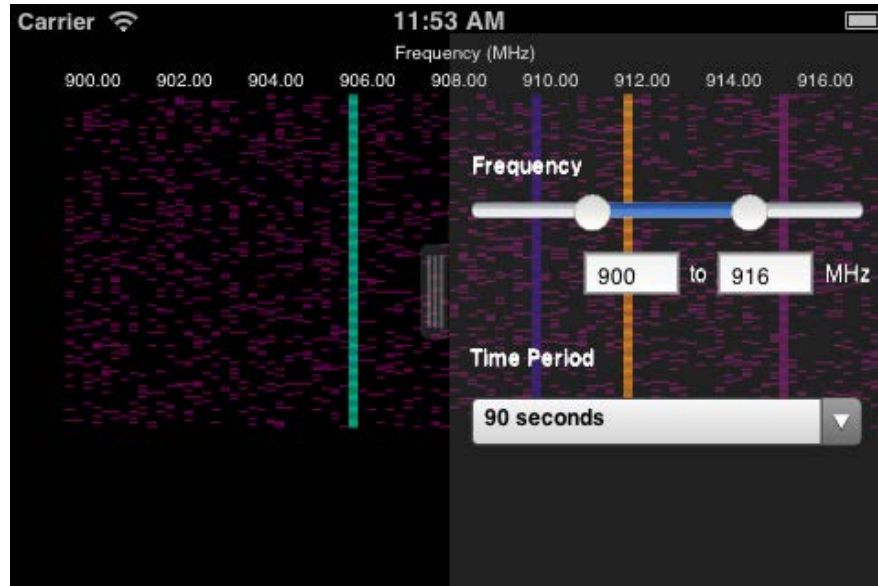 Carrier 11:53 AM
Frequency (MHz)
900.00 902.00 904.00 906.00 908.00 910.00 912.00 914.00 916.00
Frequency
900 to 916 MHz
Time Period
90 seconds